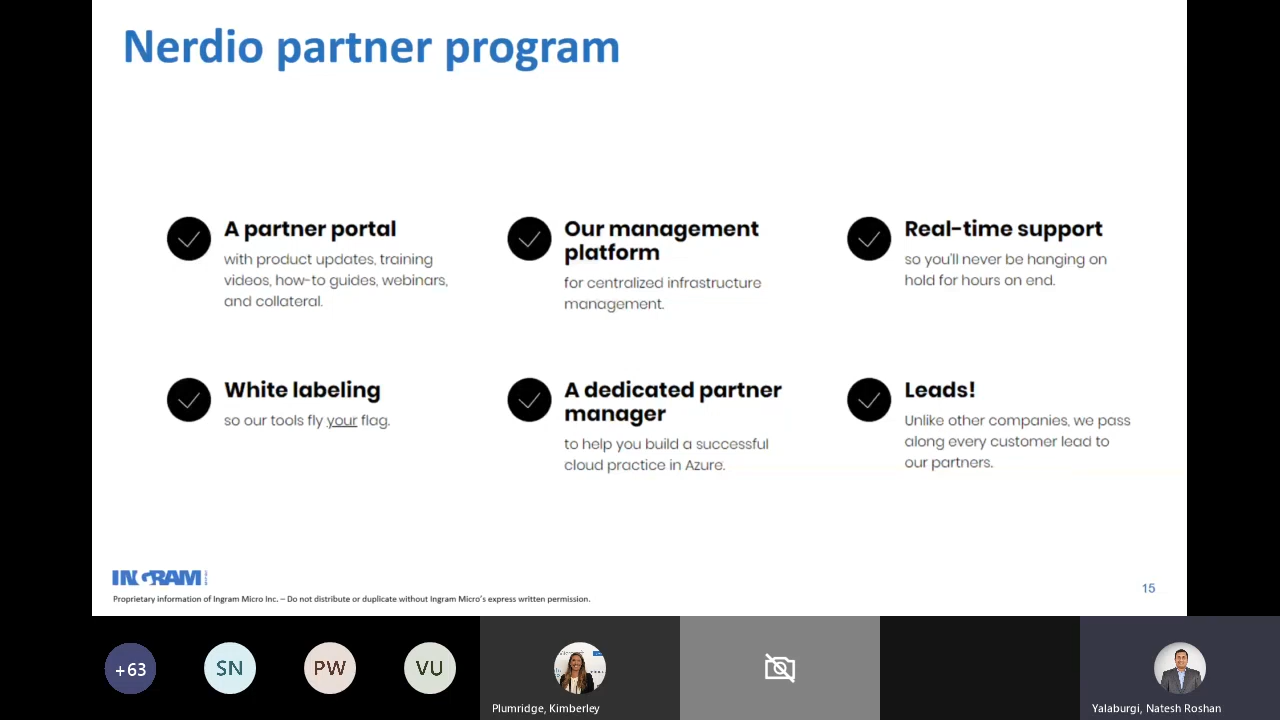 Nerdio partner program
A partner portal
with product updates, training
videos, how-to guides, webinars,
and collateral.
Our management
platform
for centralized infrastructure
management.
Real-time support
so you'll never be hanging on
hold for hours on end.
White labeling
so our tools fly your flag.
A dedicated partner
manager
to help you build a successful
cloud practice in Azure.
Leads!
Unlike other companies, we pass
along every customer lead to
our partners.
INGRAM
Proprietary information of Ingram Micro Inc. – Do not distribute or duplicate without Ingram Micro's express written permission.
15
+63
SN
PW
VU
Plumridge, Kimberley
Yalaburgi, Natesh Roshan